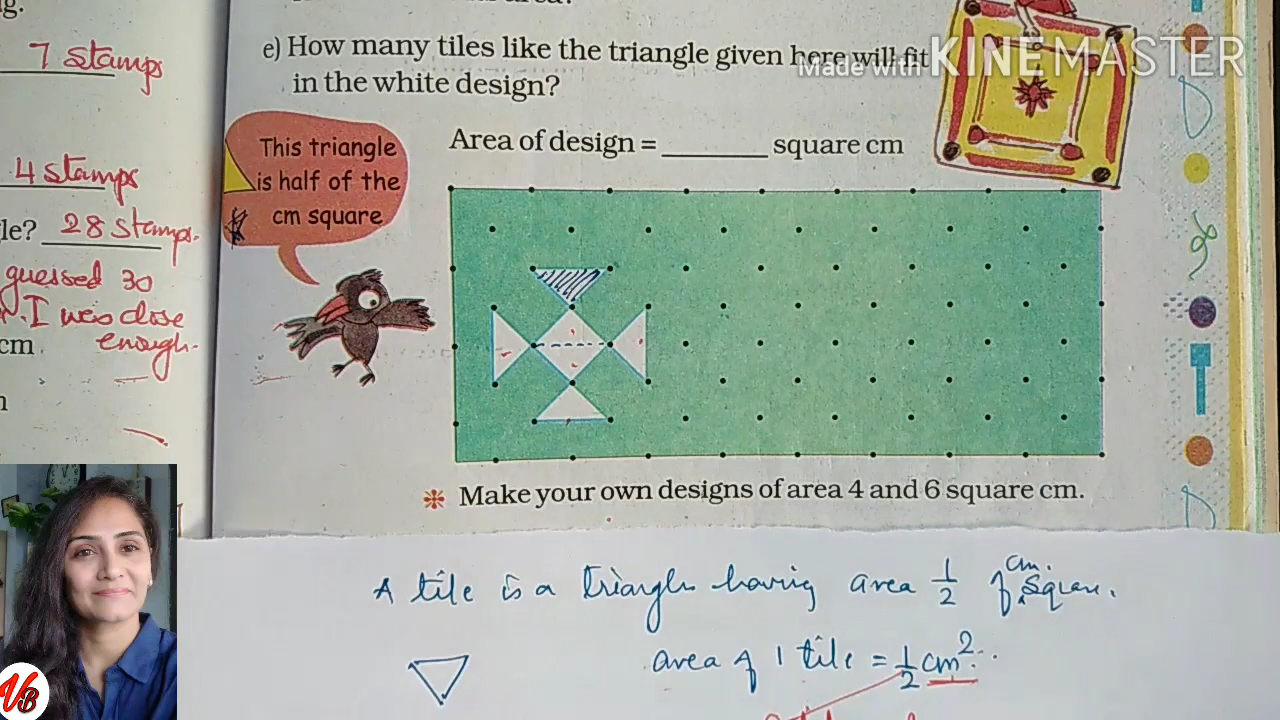 g.
7 stamps
4 stamps
le? 28 stamps.
guessed 30
I was close
cm enough.
e) How many tiles like the triangle given here will fit
in the white design?
Made with KINEMASTER
This triangle
is half of the
cm square
Area of design = ______ square cm
❉ Make your own designs of area 4 and 6 square cm.
A tile is a triangle having area 1/2 of cm. square.
area of 1 tile = 1/2 cm².
VB